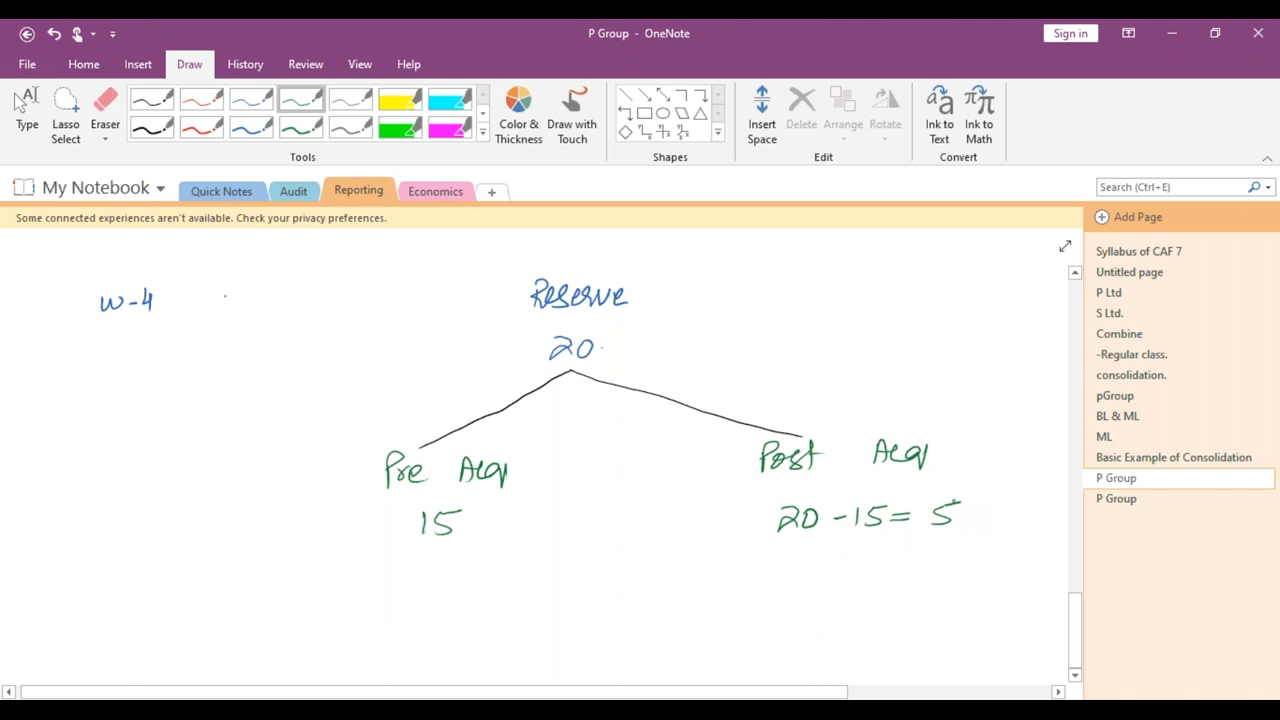 P Group - OneNote
Sign in
File Home Insert Draw History Review View Help
Type
Lasso Select
Eraser
Color & Thickness
Draw with Touch
Insert Space
Delete
Arrange
Rotate
Ink to Text
Ink to Math
Tools
Shapes
Edit
Convert
My Notebook
Quick Notes
Audit
Reporting
Economics
Search (Ctrl+E)
Some connected experiences aren't available. Check your privacy preferences.
Add Page
Syllabus of CAF 7
Untitled page
P Ltd
S Ltd.
Combine
-Regular class.
consolidation.
pGroup
BL & ML
ML
Basic Example of Consolidation
P Group
P Group
W-4
Reserve
20
Pre Acq
15
Post Acq
20 - 15 = 5